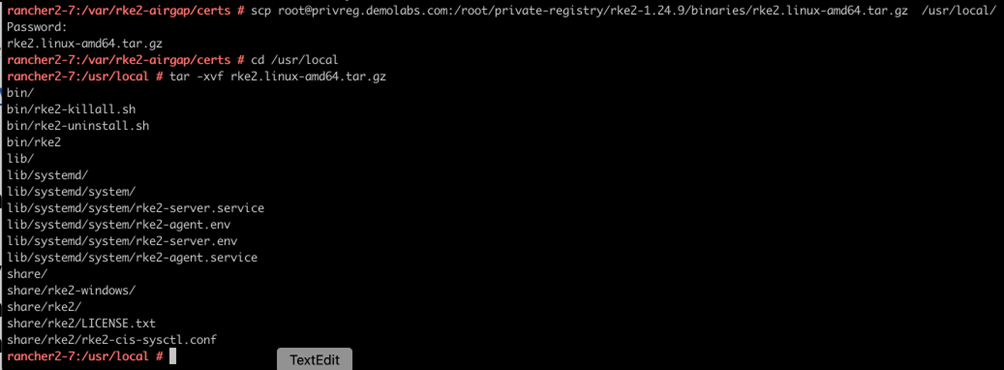 rancher2-7:/var/rke2-airgap/certs # scp root@privreg.demolabs.com:/root/private-registry/rke2-1.24.9/binaries/rke2.linux-amd64.tar.gz  /usr/local/
Password:
rke2.linux-amd64.tar.gz
rancher2-7:/var/rke2-airgap/certs # cd /usr/local
rancher2-7:/usr/local # tar -xvf rke2.linux-amd64.tar.gz
bin/
bin/rke2-killall.sh
bin/rke2-uninstall.sh
bin/rke2
lib/
lib/systemd/
lib/systemd/system/
lib/systemd/system/rke2-server.service
lib/systemd/system/rke2-agent.env
lib/systemd/system/rke2-server.env
lib/systemd/system/rke2-agent.service
share/
share/rke2-windows/
share/rke2/
share/rke2/LICENSE.txt
share/rke2/rke2-cis-sysctl.conf
rancher2-7:/usr/local #
TextEdit